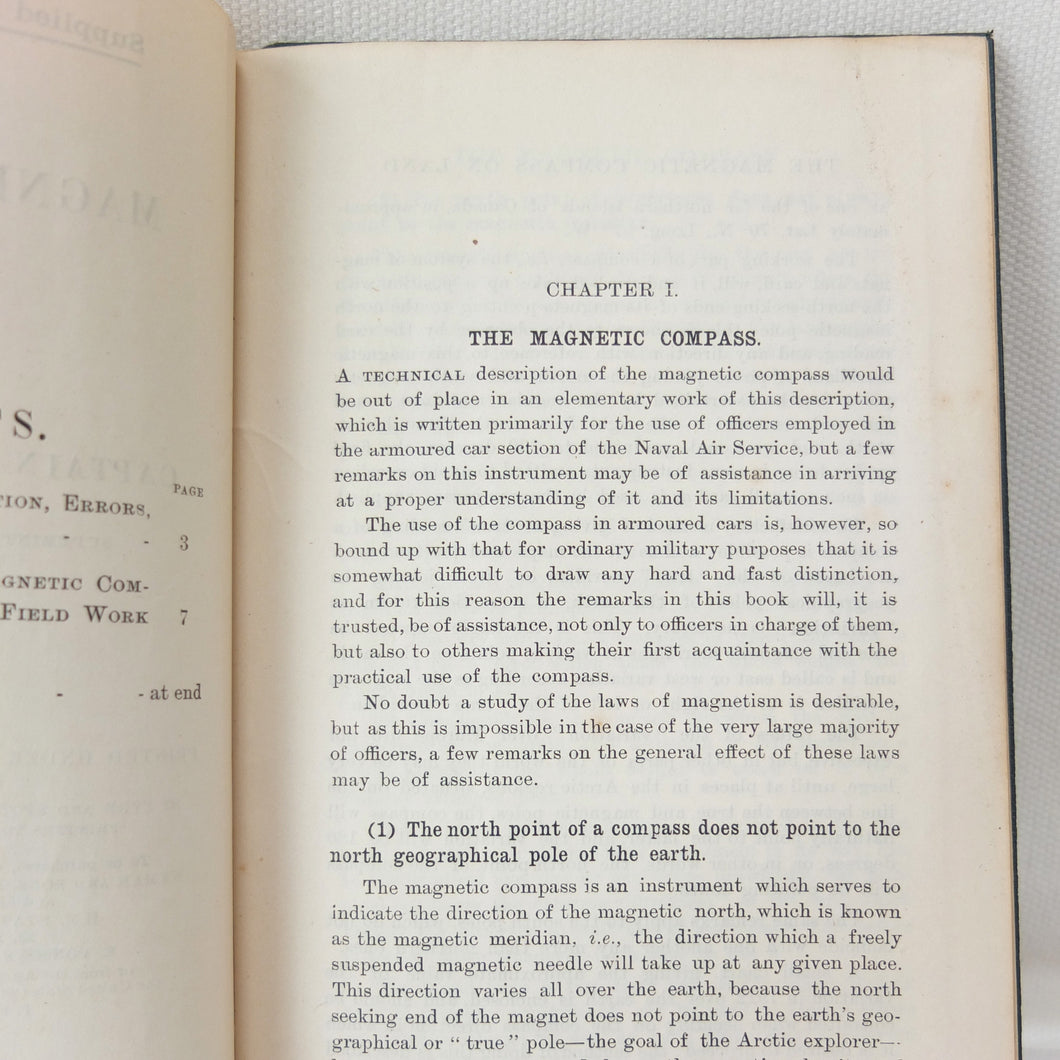 Supplied
MAGN
TS.
PAGE
TION, ERRORS,
- - 3
GNETIC COM-
FIELD WORK 7
- - at end
THE MAGNETIC COMPASS ON LAND
CHAPTER I.
THE MAGNETIC COMPASS.
A TECHNICAL description of the magnetic compass would
be out of place in an elementary work of this description,
which is written primarily for the use of officers employed in
the armoured car section of the Naval Air Service, but a few
remarks on this instrument may be of assistance in arriving
at a proper understanding of it and its limitations.
The use of the compass in armoured cars is, however, so
bound up with that for ordinary military purposes that it is
somewhat difficult to draw any hard and fast distinction,
and for this reason the remarks in this book will, it is
trusted, be of assistance, not only to officers in charge of them,
but also to others making their first acquaintance with the
practical use of the compass.
No doubt a study of the laws of magnetism is desirable,
but as this is impossible in the case of the very large majority
of officers, a few remarks on the general effect of these laws
may be of assistance.
(1) The north point of a compass does not point to the
north geographical pole of the earth.
The magnetic compass is an instrument which serves to
indicate the direction of the magnetic north, which is known
as the magnetic meridian, i.e., the direction which a freely
suspended magnetic needle will take up at any given place.
This direction varies all over the earth, because the north
seeking end of the magnet does not point to the earth's geo-
graphical or "true" pole—the goal of the Arctic explorer—